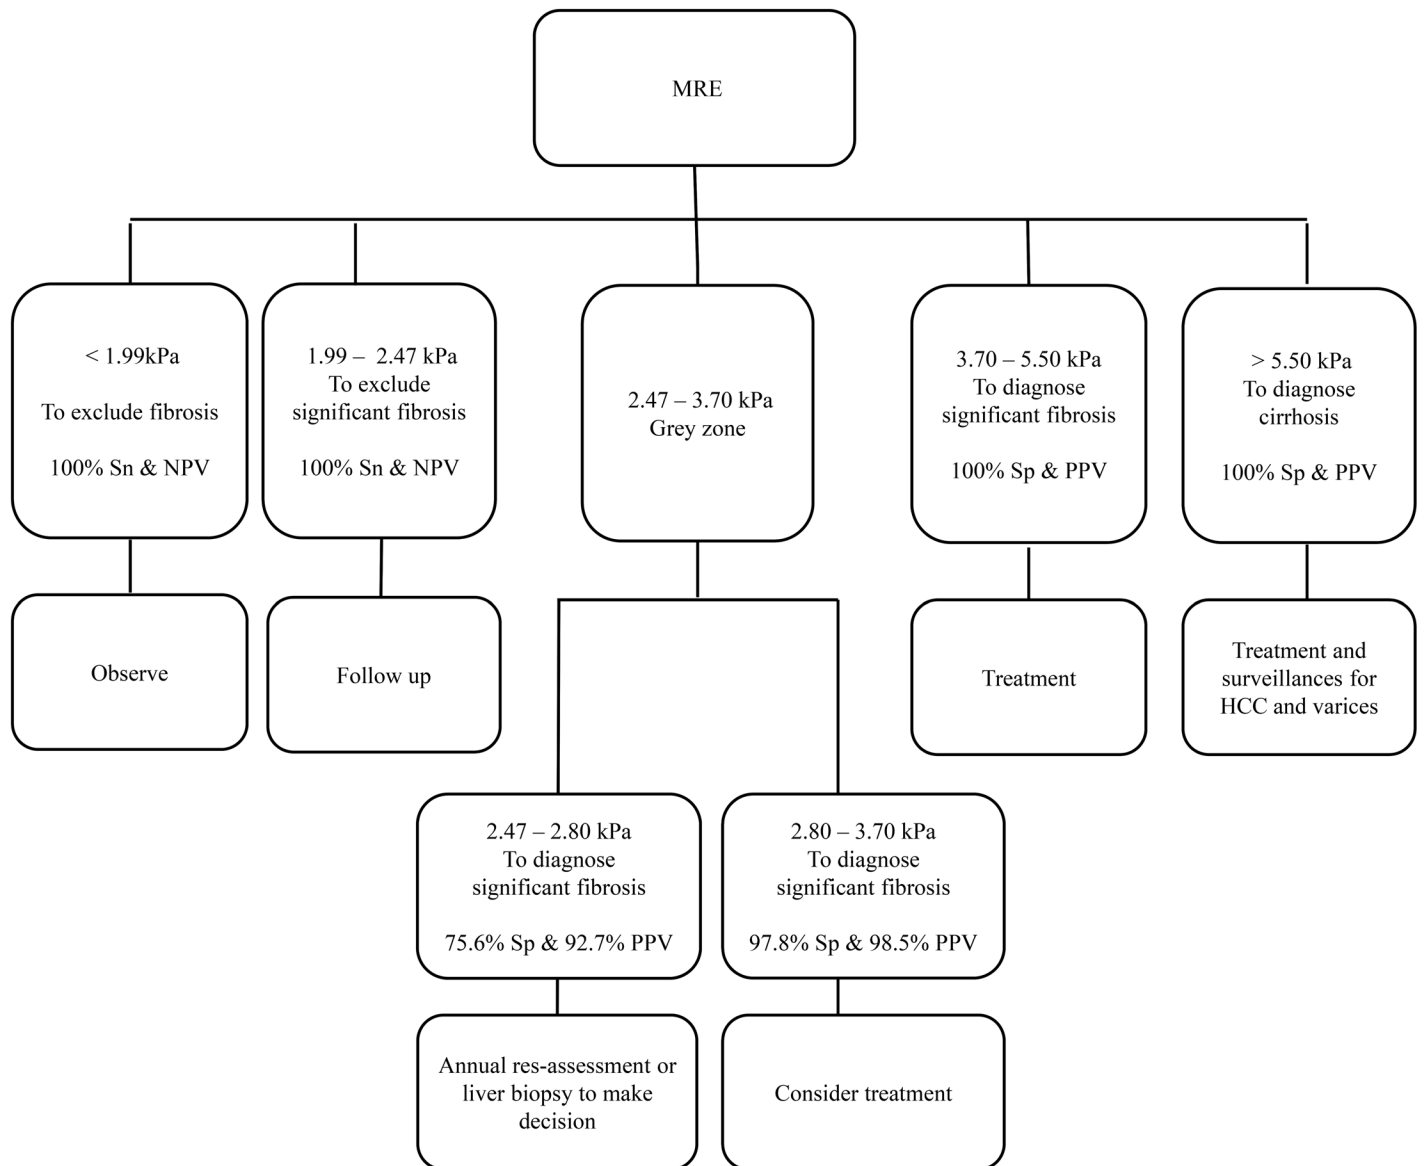 MRE
< 1.99kPa
To exclude fibrosis
100% Sn & NPV
1.99 – 2.47 kPa
To exclude
significant fibrosis
100% Sn & NPV
2.47 – 3.70 kPa
Grey zone
3.70 – 5.50 kPa
To diagnose
significant fibrosis
100% Sp & PPV
> 5.50 kPa
To diagnose
cirrhosis
100% Sp & PPV
Observe
Follow up
Treatment
Treatment and
surveillances for
HCC and varices
2.47 – 2.80 kPa
To diagnose
significant fibrosis
75.6% Sp & 92.7% PPV
2.80 – 3.70 kPa
To diagnose
significant fibrosis
97.8% Sp & 98.5% PPV
Annual res-assessment or
liver biopsy to make
decision
Consider treatment